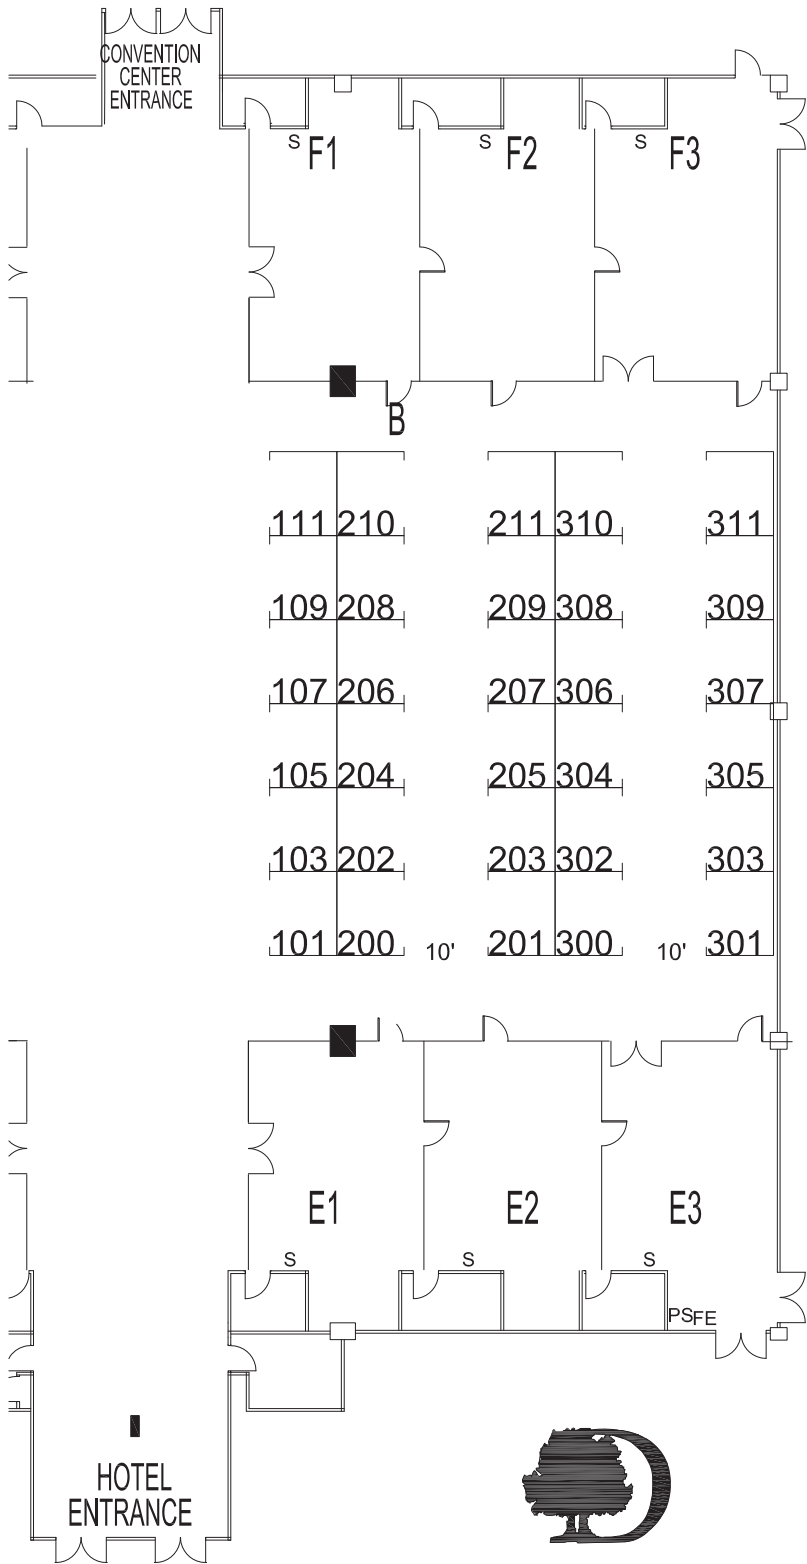 CONVENTION
CENTER
ENTRANCE
S F1 S F2 S F3
B
111 210 211 310 311
109 208 209 308 309
107 206 207 306 307
105 204 205 304 305
103 202 203 302 303
101 200 10' 201 300 10' 301
E1 E2 E3
S S S
PS FE
HOTEL
ENTRANCE